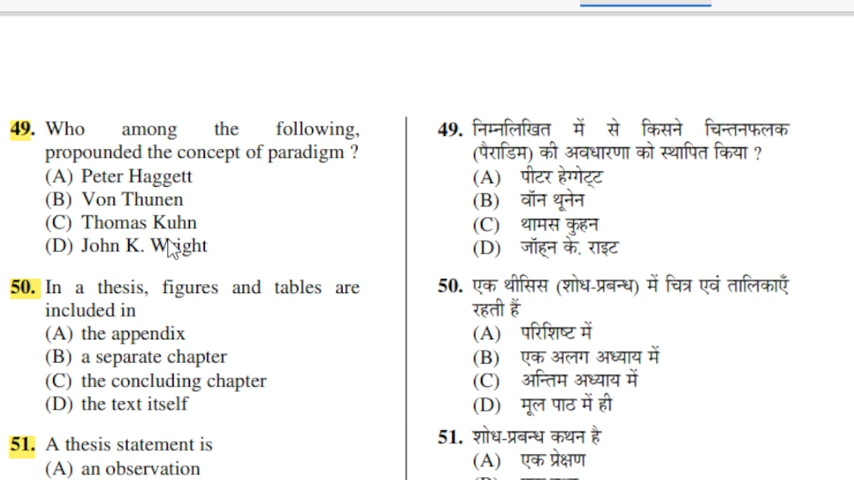 49. Who among the following,
propounded the concept of paradigm ?
(A) Peter Haggett
(B) Von Thunen
(C) Thomas Kuhn
(D) John K. Wright
50. In a thesis, figures and tables are
included in
(A) the appendix
(B) a separate chapter
(C) the concluding chapter
(D) the text itself
51. A thesis statement is
(A) an observation
49. निम्नलिखित में से किसने चिन्तनफलक
(पैराडिम) की अवधारणा को स्थापित किया ?
(A) पीटर हेग्गेट्ट
(B) वॉन थूनेन
(C) थामस कुहन
(D) जॉह्न के. राइट
50. एक थीसिस (शोध-प्रबन्ध) में चित्र एवं तालिकाएँ
रहती हैं
(A) परिशिष्ट में
(B) एक अलग अध्याय में
(C) अन्तिम अध्याय में
(D) मूल पाठ में ही
51. शोध-प्रबन्ध कथन है
(A) एक प्रेक्षण